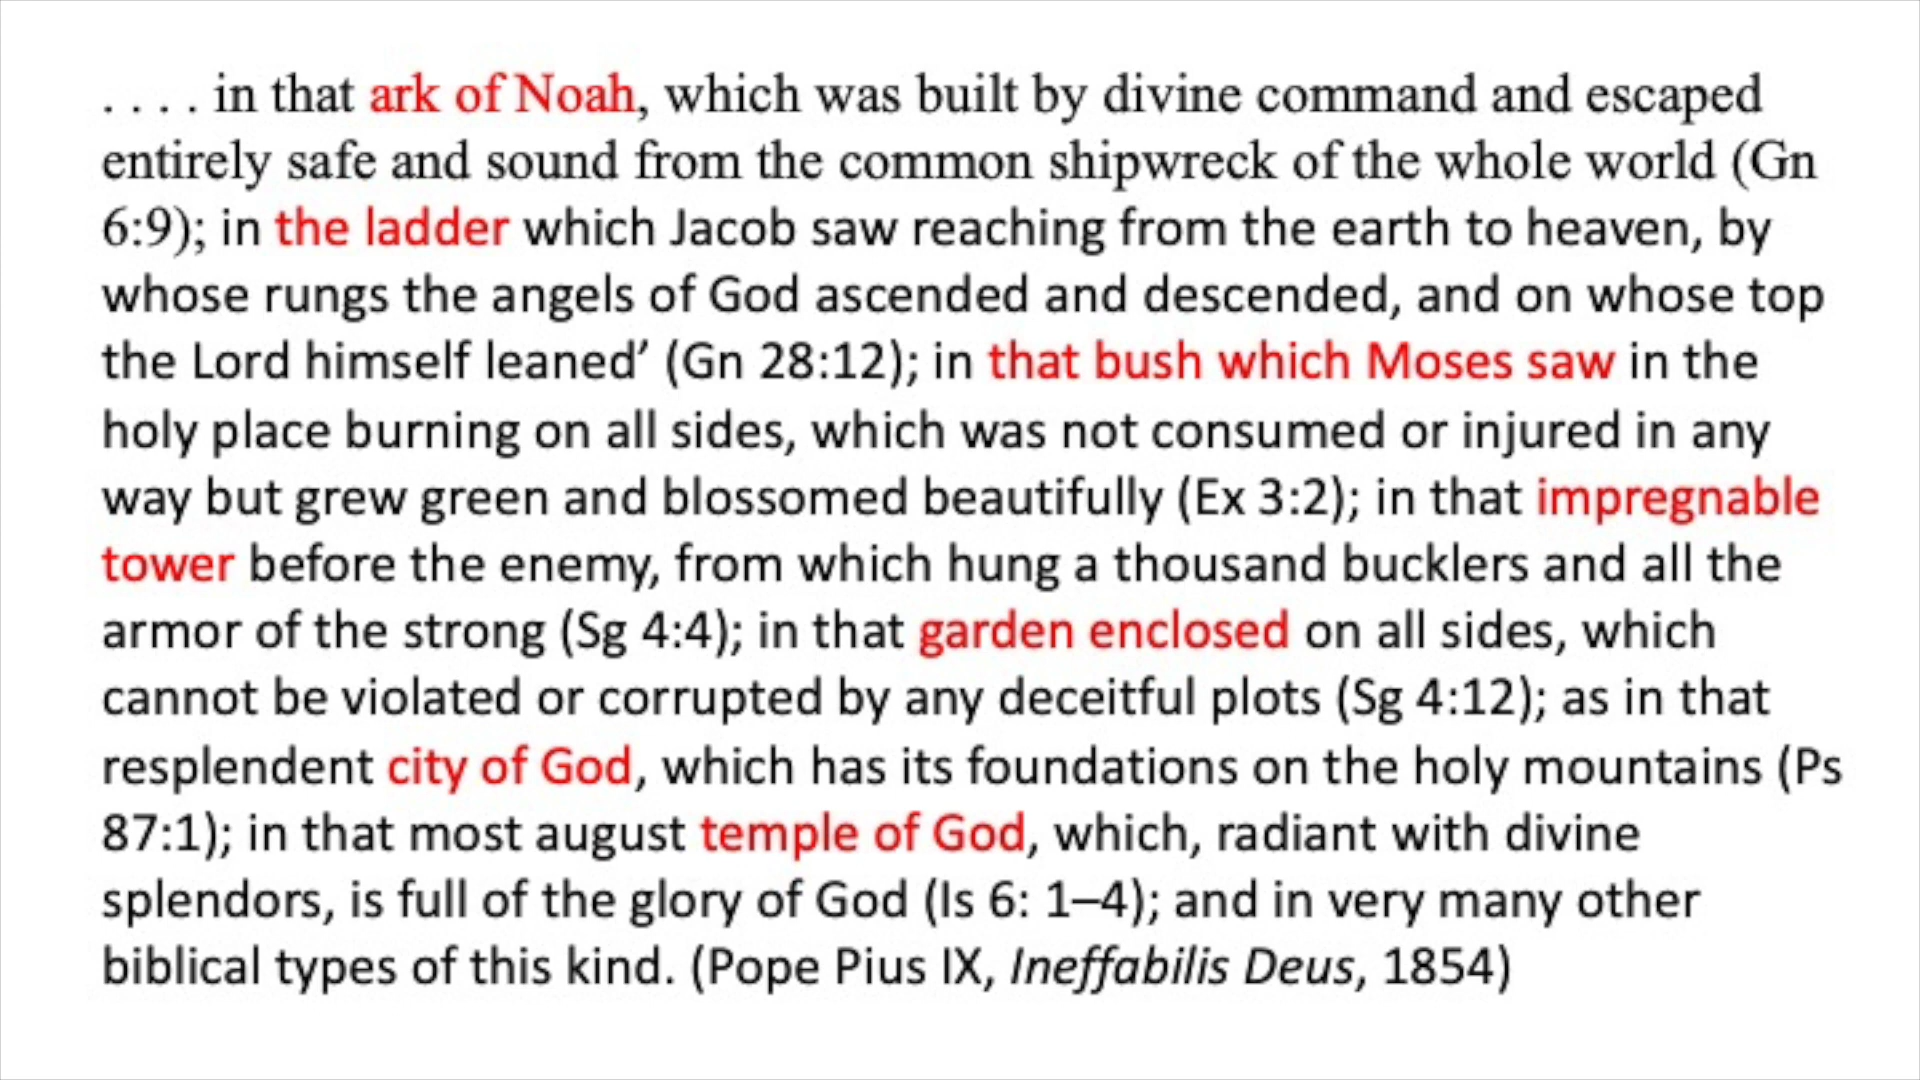 . . . . in that ark of Noah, which was built by divine command and escaped
entirely safe and sound from the common shipwreck of the whole world (Gn
6:9); in the ladder which Jacob saw reaching from the earth to heaven, by
whose rungs the angels of God ascended and descended, and on whose top
the Lord himself leaned’ (Gn 28:12); in that bush which Moses saw in the
holy place burning on all sides, which was not consumed or injured in any
way but grew green and blossomed beautifully (Ex 3:2); in that impregnable
tower before the enemy, from which hung a thousand bucklers and all the
armor of the strong (Sg 4:4); in that garden enclosed on all sides, which
cannot be violated or corrupted by any deceitful plots (Sg 4:12); as in that
resplendent city of God, which has its foundations on the holy mountains (Ps
87:1); in that most august temple of God, which, radiant with divine
splendors, is full of the glory of God (Is 6: 1–4); and in very many other
biblical types of this kind. (Pope Pius IX, Ineffabilis Deus, 1854)